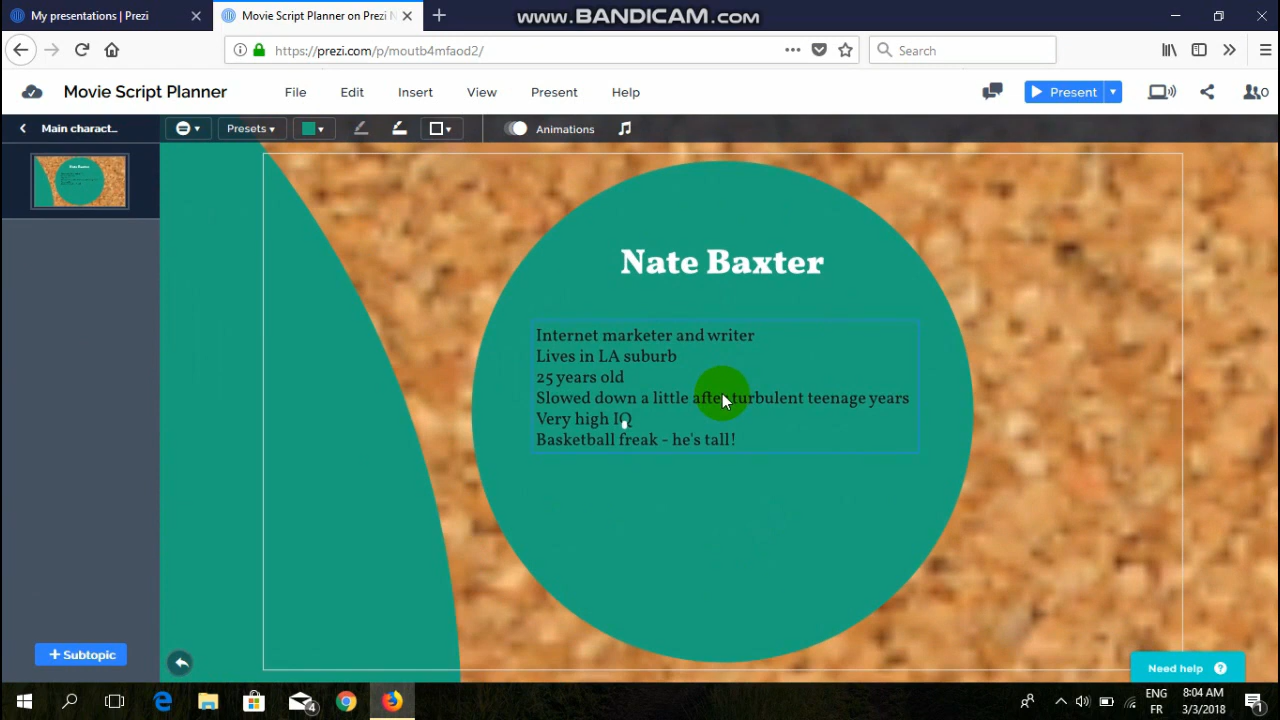 My presentations | Prezi
Movie Script Planner on Prezi N
www.BANDICAM.com
https://prezi.com/p/moutb4mfaod2/
Search
Movie Script Planner
File
Edit
Insert
View
Present
Help
Present
0
Main charact...
Presets
Animations
Nate Baxter
Internet marketer and writer
Lives in LA suburb
25 years old
Slowed down a little after turbulent teenage years
Very high IQ
Basketball freak - he's tall!
+ Subtopic
Need help ?
4
ENG
FR
8:04 AM
3/3/2018
1